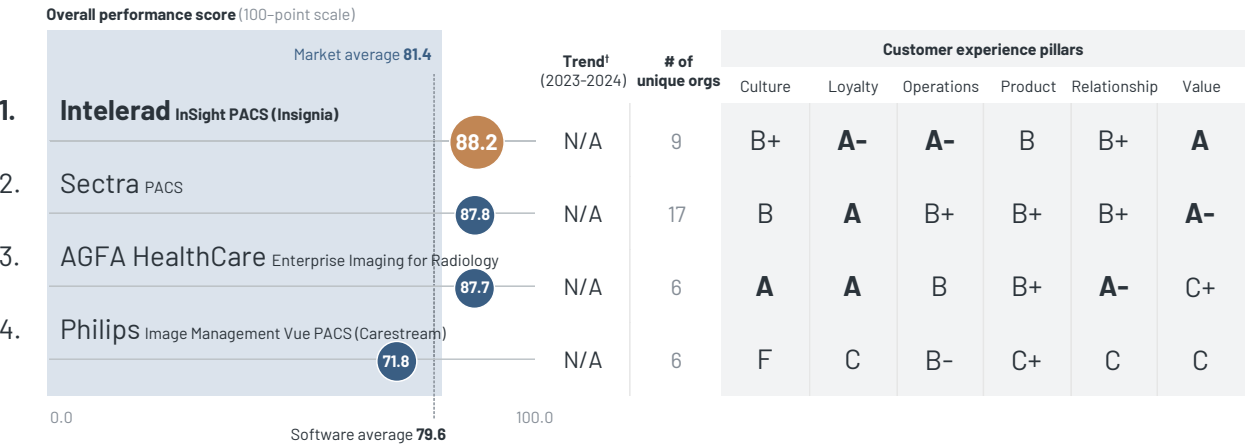 Overall performance score (100–point scale)
Market average 81.4
Trend† # of
(2023-2024) unique orgs
Customer experience pillars
Culture Loyalty Operations Product Relationship Value
1. Intelerad InSight PACS (Insignia)
88.2 N/A 9 B+ A- A- B B+ A
2. Sectra PACS
87.8 N/A 17 B A B+ B+ B+ A-
3. AGFA HealthCare Enterprise Imaging for Radiology
87.7 N/A 6 A A B B+ A- C+
4. Philips Image Management Vue PACS (Carestream)
71.8 N/A 6 F C B- C+ C C
0.0 100.0
Software average 79.6